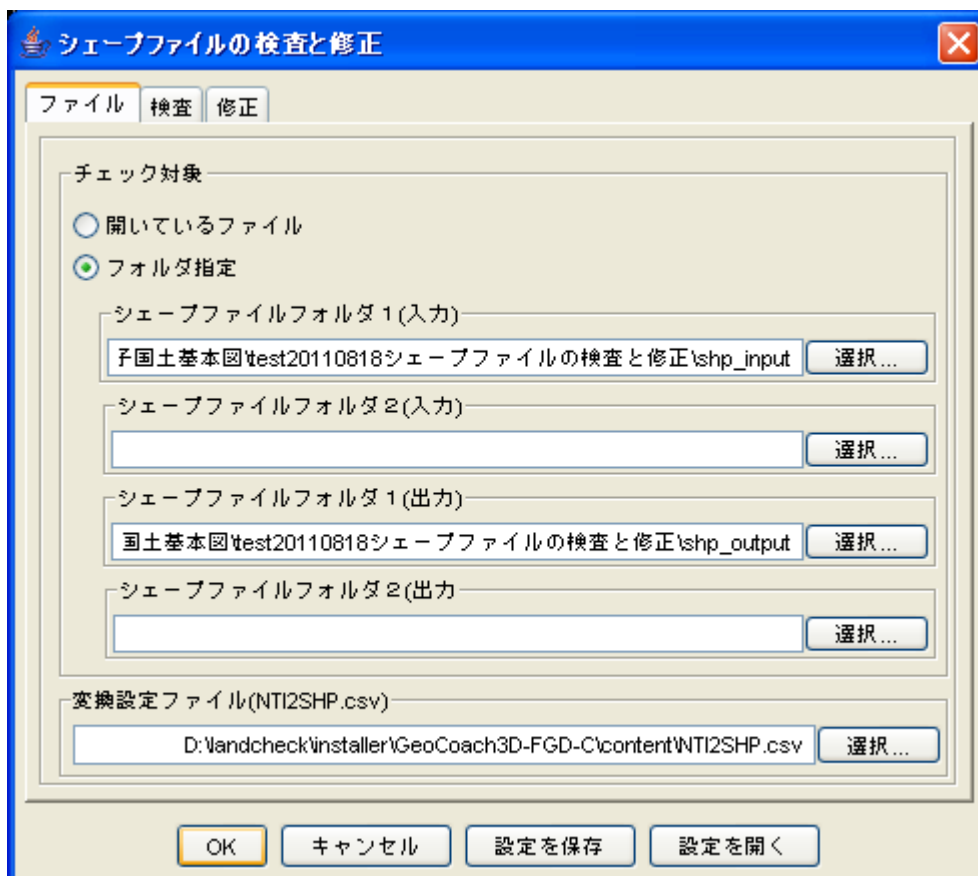 シェープファイルの検査と修正
ファイル 検査 修正
チェック対象
開いているファイル
フォルダ指定
シェープファイルフォルダ1(入力)
子国土基本図\test20110818シェープファイルの検査と修正\shp_input 選択...
シェープファイルフォルダ2(入力)
選択...
シェープファイルフォルダ1(出力)
国土基本図\test20110818シェープファイルの検査と修正\shp_output 選択...
シェープファイルフォルダ2(出力
選択...
変換設定ファイル(NTI2SHP.csv)
D:\landcheck\installer\GeoCoach3D-FGD-C\content\NTI2SHP.csv 選択...
OK キャンセル 設定を保存 設定を開く